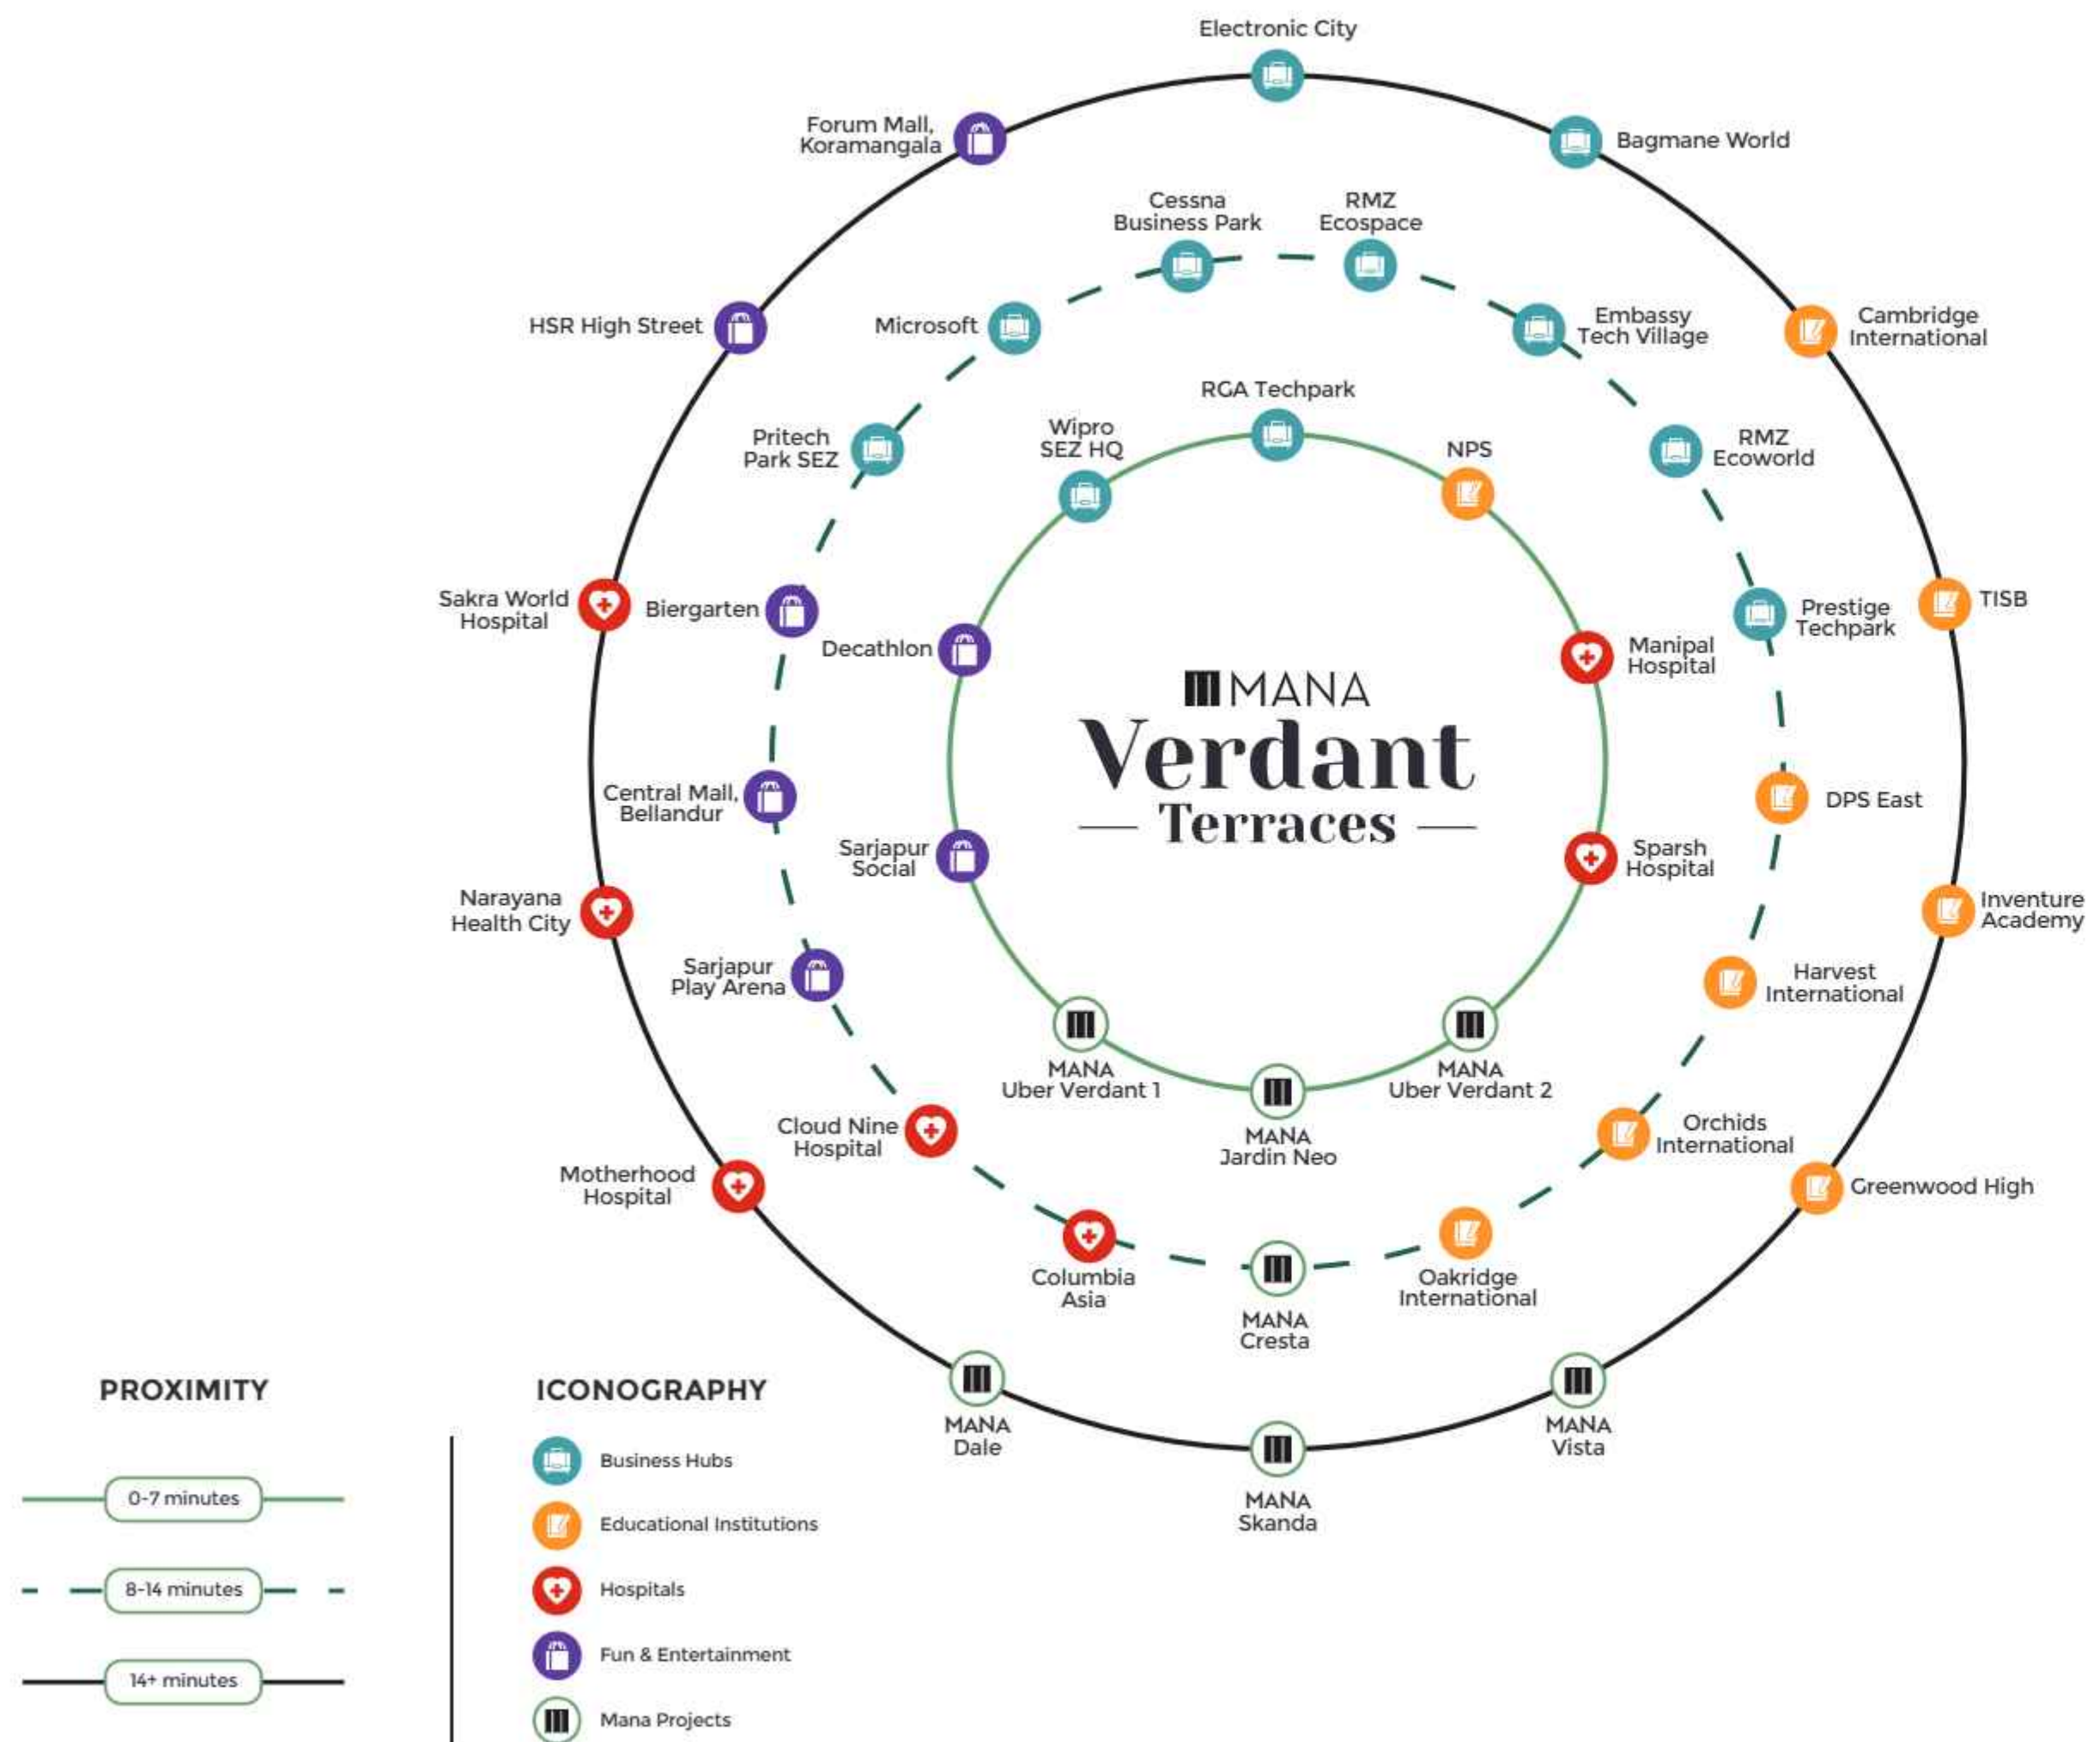 Electronic City
Forum Mall,
Koramangala
Bagmane World
Cessna
Business Park
RMZ
Ecospace
HSR High Street
Microsoft
Embassy
Tech Village
Cambridge
International
RGA Techpark
Wipro
SEZ HQ
NPS
Pritech
Park SEZ
RMZ
Ecoworld
Sakra World
Hospital
Biergarten
Decathlon
Manipal
Hospital
Prestige
Techpark
TISB
MANA
Verdant
Terraces
Central Mall,
Bellandur
DPS East
Sarjapur
Social
Sparsh
Hospital
Narayana
Health City
Inventure
Academy
Sarjapur
Play Arena
Harvest
International
MANA
Uber Verdant 1
MANA
Uber Verdant 2
MANA
Jardin Neo
Cloud Nine
Hospital
Orchids
International
Motherhood
Hospital
Greenwood High
Columbia
Asia
MANA
Cresta
Oakridge
International
MANA
Dale
MANA
Skanda
MANA
Vista
PROXIMITY
0-7 minutes
8-14 minutes
14+ minutes
ICONOGRAPHY
Business Hubs
Educational Institutions
Hospitals
Fun & Entertainment
Mana Projects